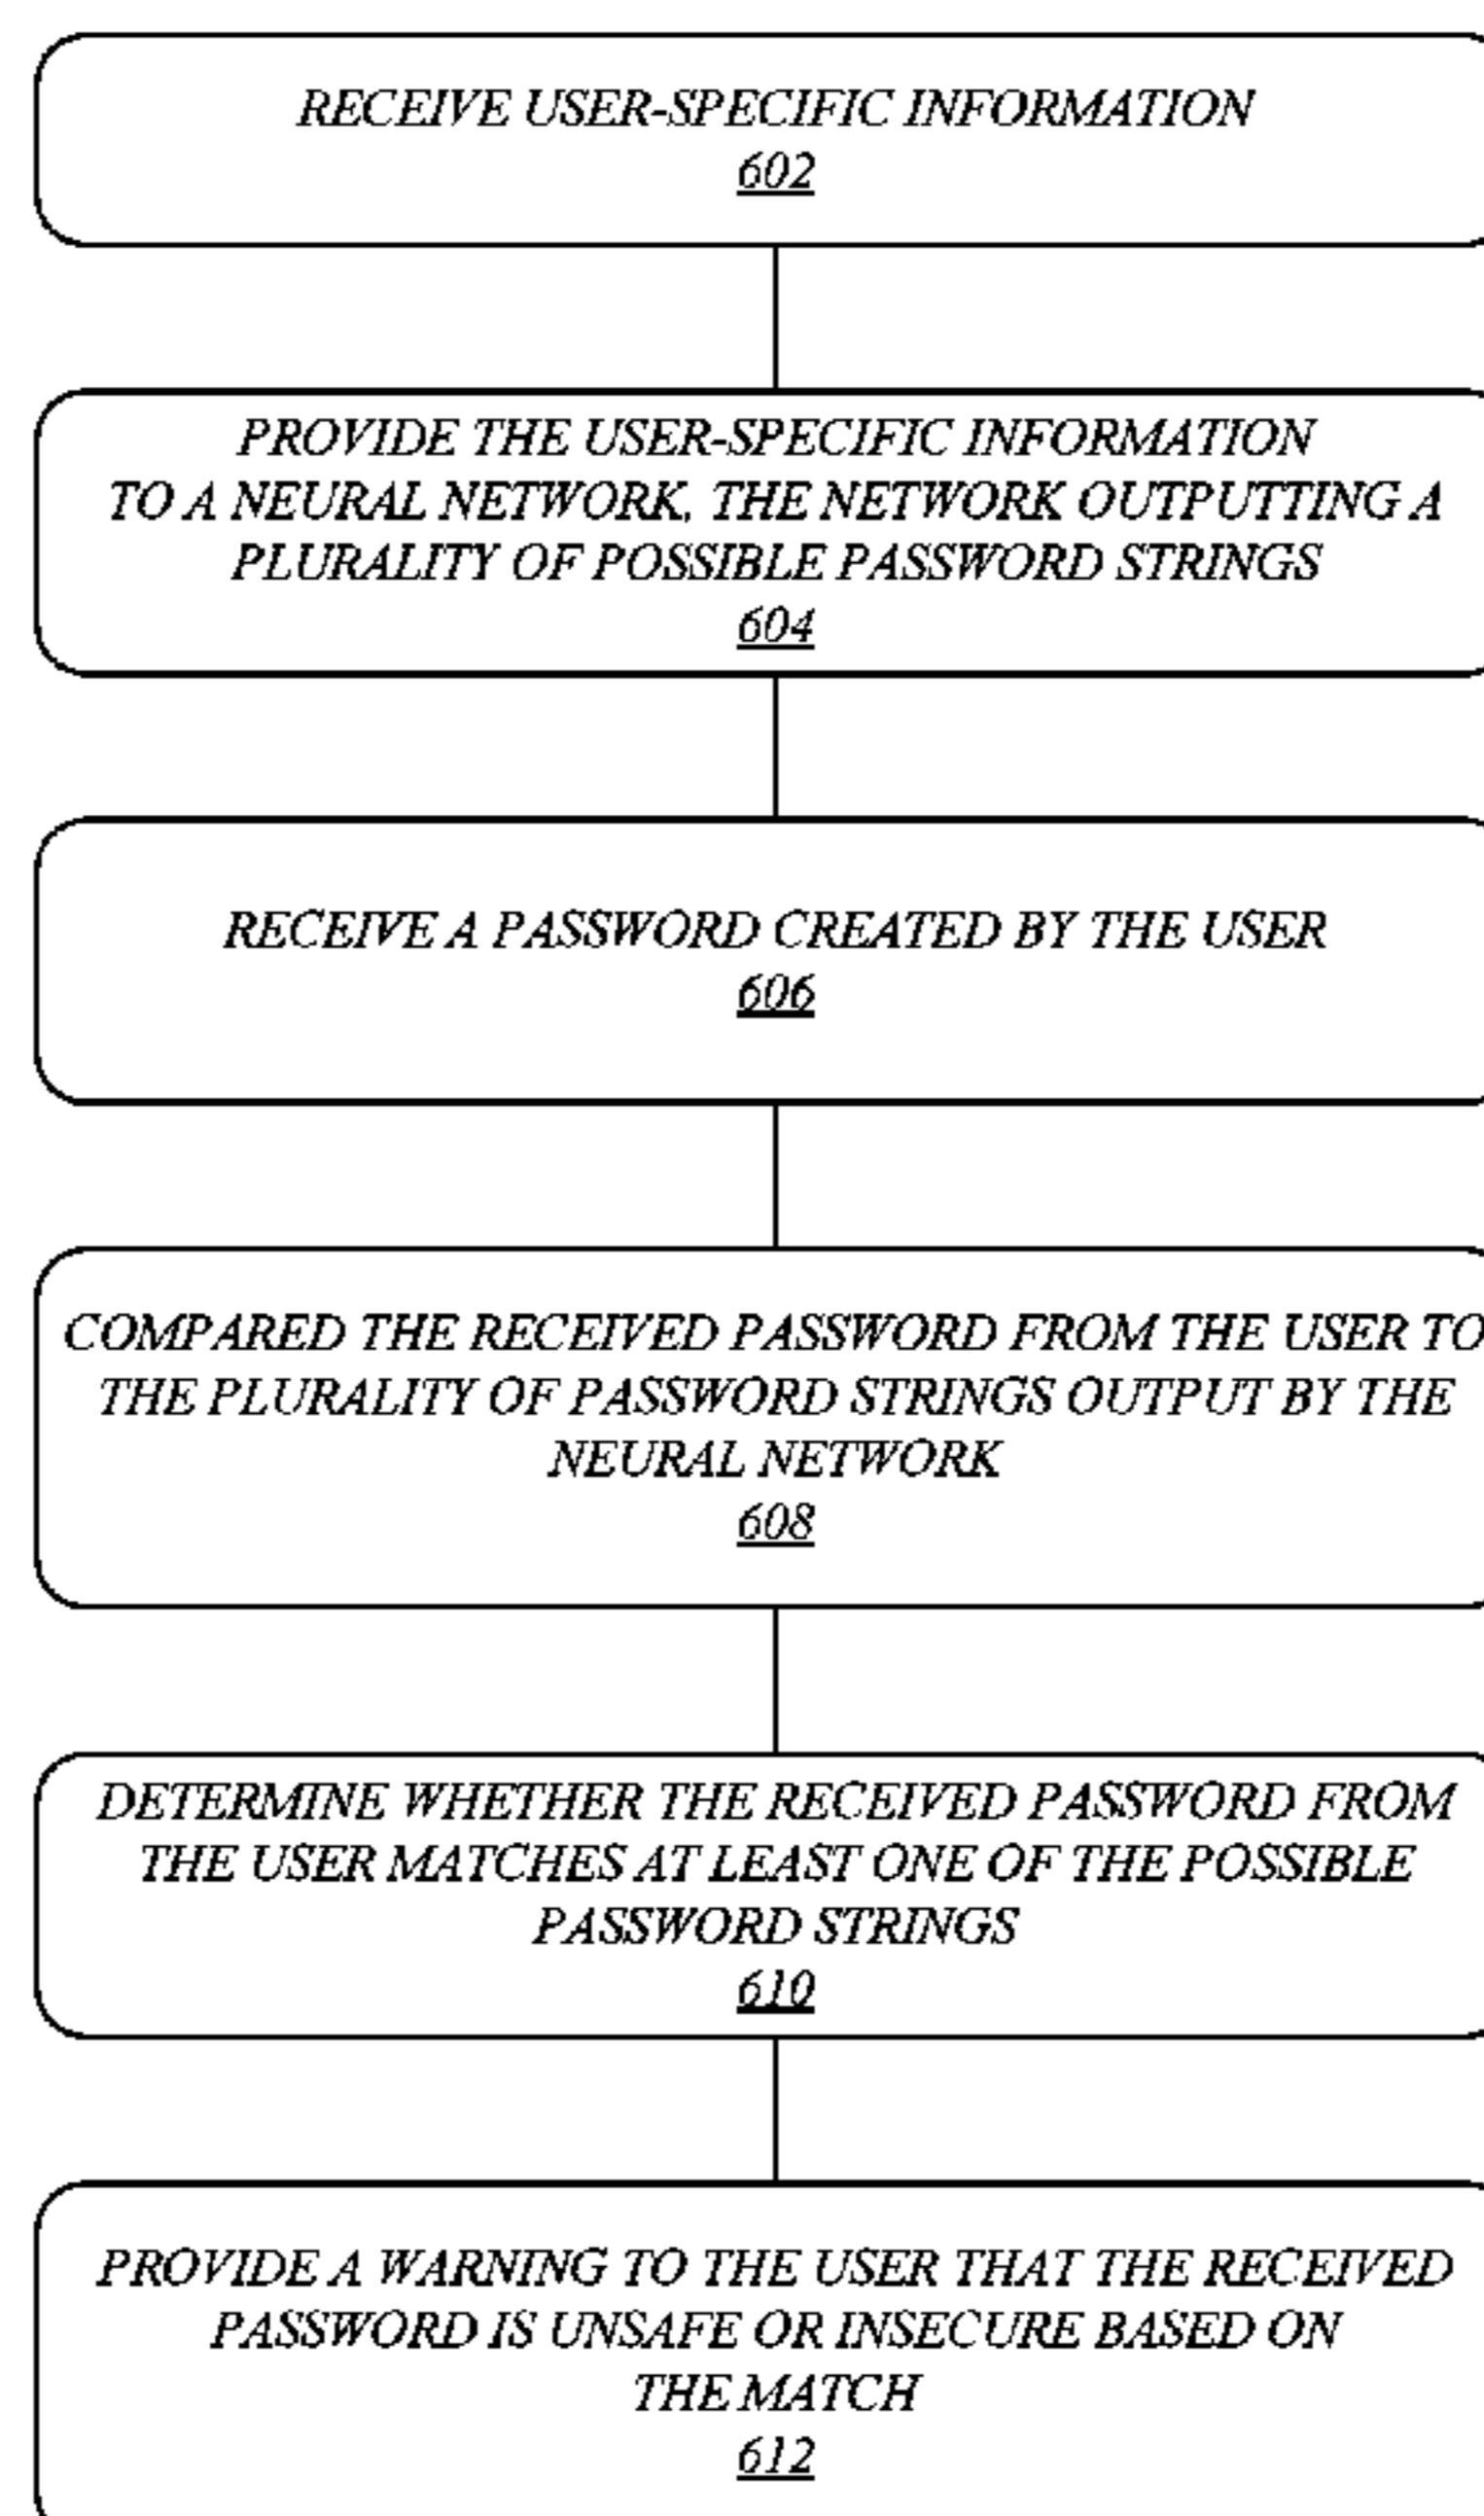 RECEIVE USER-SPECIFIC INFORMATION
602
PROVIDE THE USER-SPECIFIC INFORMATION
TO A NEURAL NETWORK, THE NETWORK OUTPUTTING A
PLURALITY OF POSSIBLE PASSWORD STRINGS
604
RECEIVE A PASSWORD CREATED BY THE USER
606
COMPARED THE RECEIVED PASSWORD FROM THE USER TO
THE PLURALITY OF PASSWORD STRINGS OUTPUT BY THE
NEURAL NETWORK
608
DETERMINE WHETHER THE RECEIVED PASSWORD FROM
THE USER MATCHES AT LEAST ONE OF THE POSSIBLE
PASSWORD STRINGS
610
PROVIDE A WARNING TO THE USER THAT THE RECEIVED
PASSWORD IS UNSAFE OR INSECURE BASED ON
THE MATCH
612